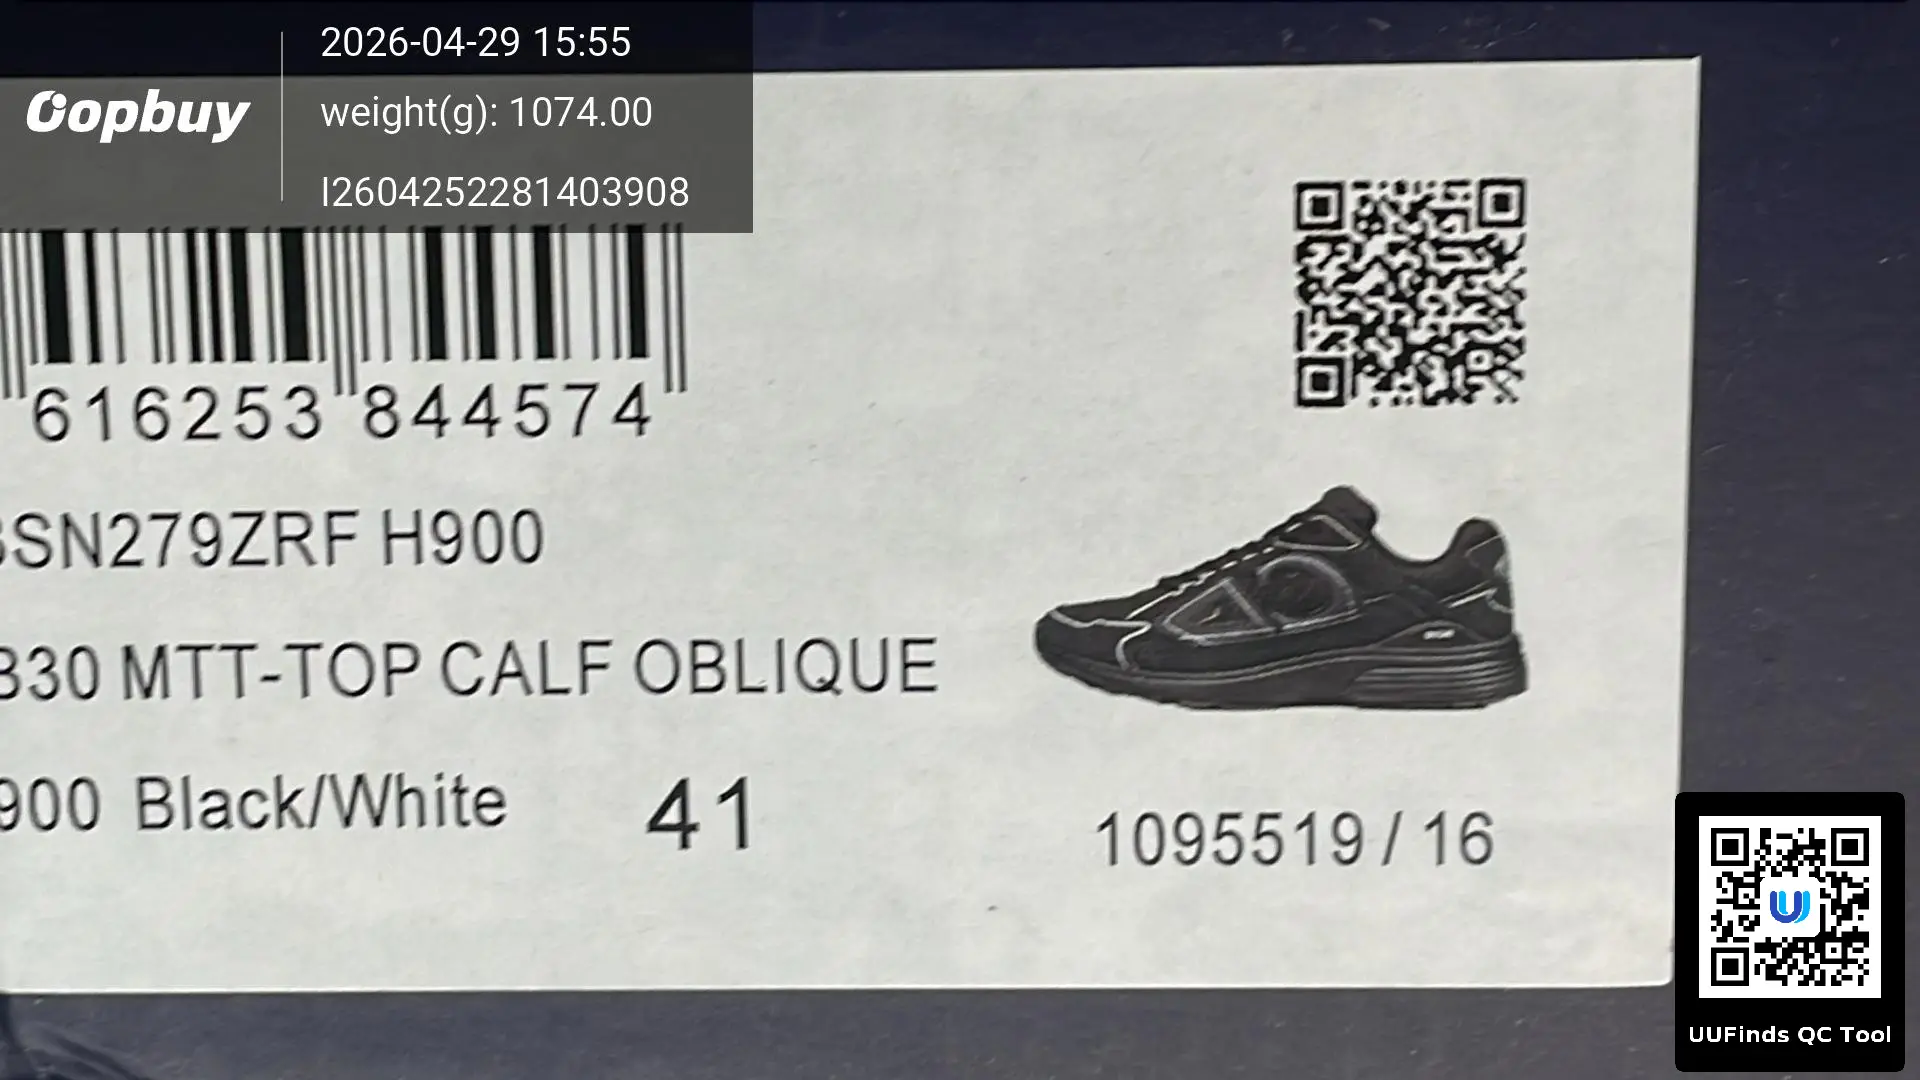 2026-04-29 15:55
Oopbuy
weight(g): 1074.00
I2604252281403908
616253 844574
SN279ZRF H900
330 MTT-TOP CALF OBLIQUE
900 Black/White 41
1095519 / 16
UUFinds QC Tool